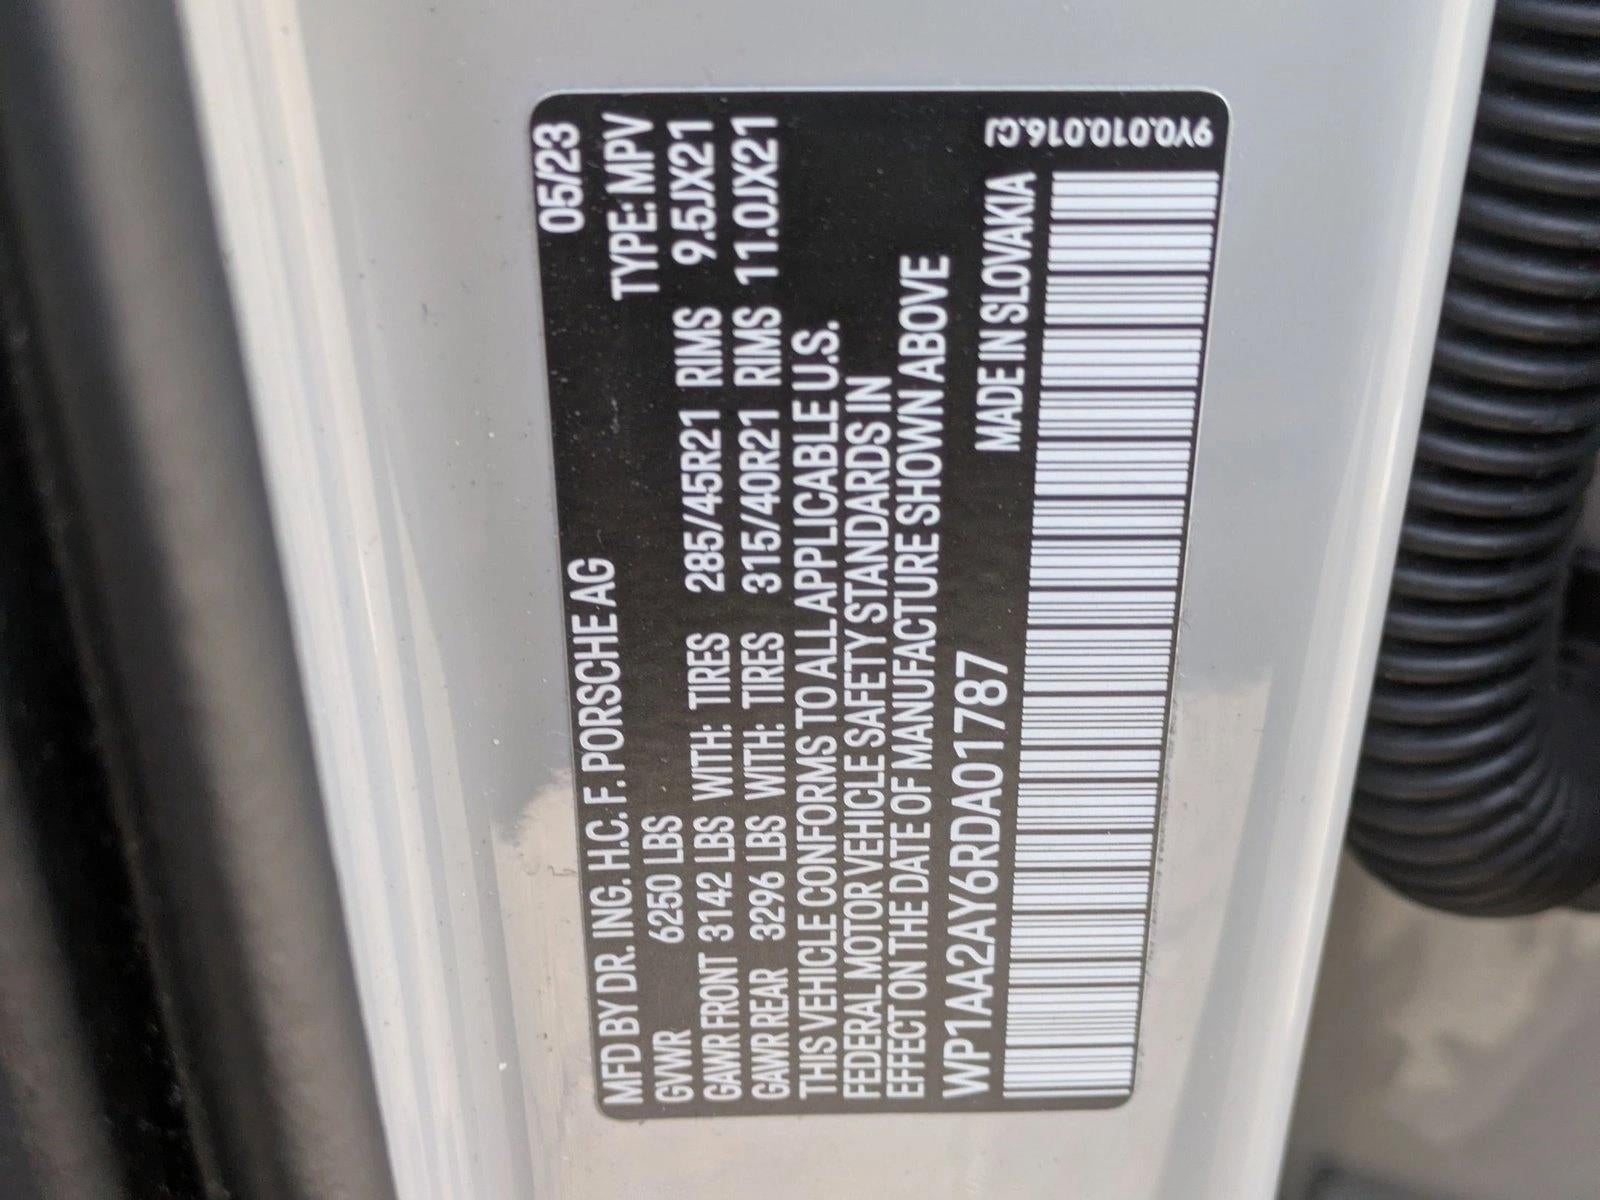 05/23
MFD BY DR. ING. H.C. F. PORSCHE AG TYPE: MPV
GVWR 6250 LBS
GAWR FRONT 3142 LBS WITH: TIRES 285/45R21 RIMS 9.5JX21
GAWR REAR 3296 LBS WITH: TIRES 315/40R21 RIMS 11.0JX21
THIS VEHICLE CONFORMS TO ALL APPLICABLE U.S.
FEDERAL MOTOR VEHICLE SAFETY STANDARDS IN
EFFECT ON THE DATE OF MANUFACTURE SHOWN ABOVE
WP1AA2AY6RDA01787 MADE IN SLOVAKIA
9Y0.010.016.CJ